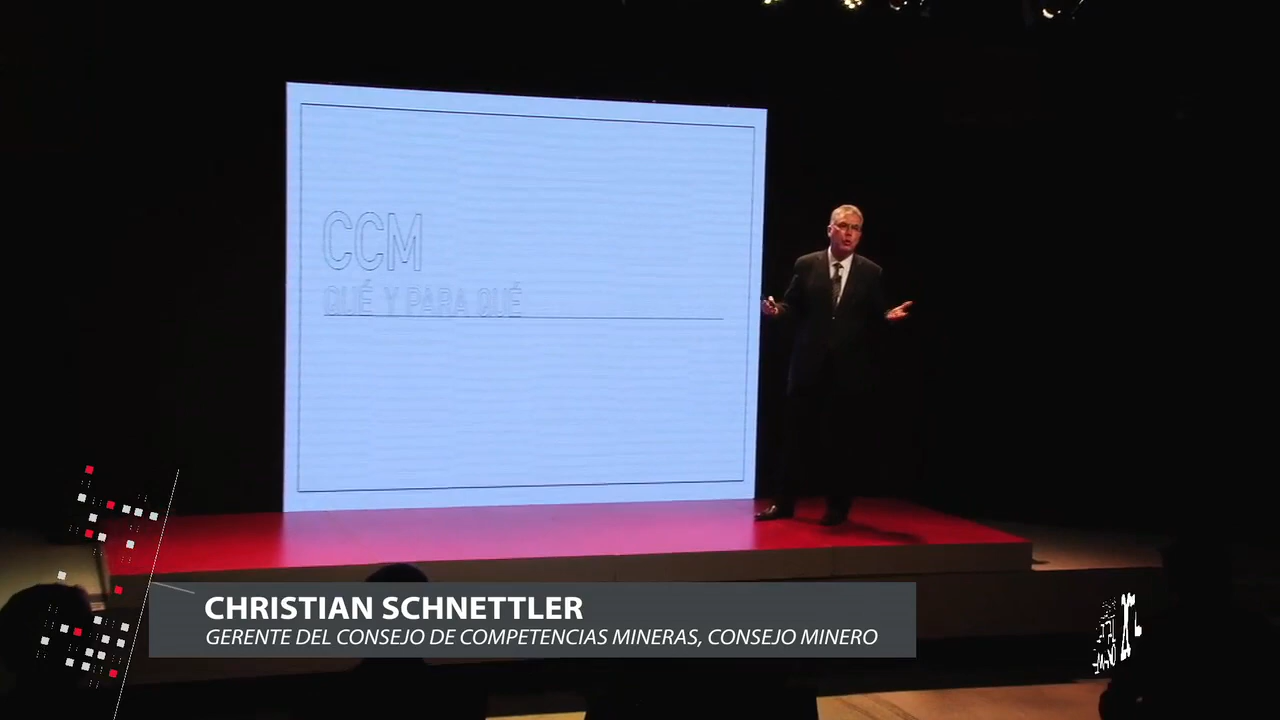 CCM
QUÉ Y PARA QUÉ
CHRISTIAN SCHNETTLER
GERENTE DEL CONSEJO DE COMPETENCIAS MINERAS, CONSEJO MINERO